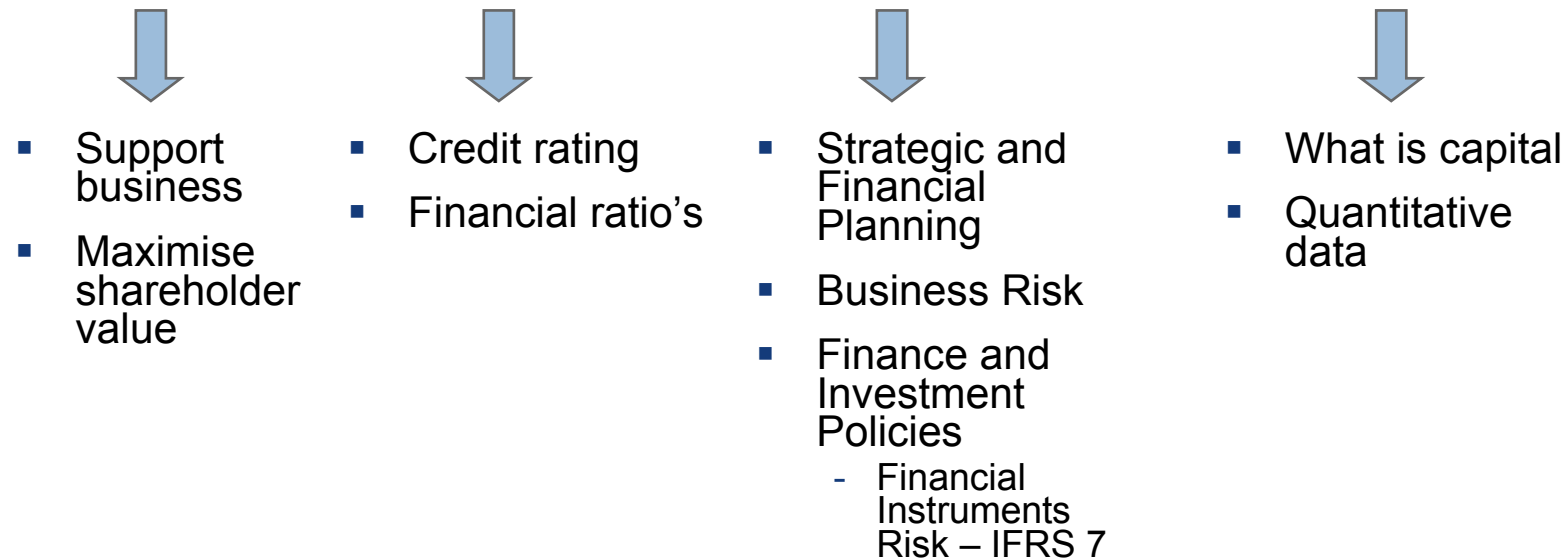 Support
business
Maximise
shareholder
value
Credit rating
Financial ratio’s
Strategic and
Financial
Planning
Business Risk
Finance and
Investment
Policies
- Financial
Instruments
Risk – IFRS 7
What is capital
Quantitative
data